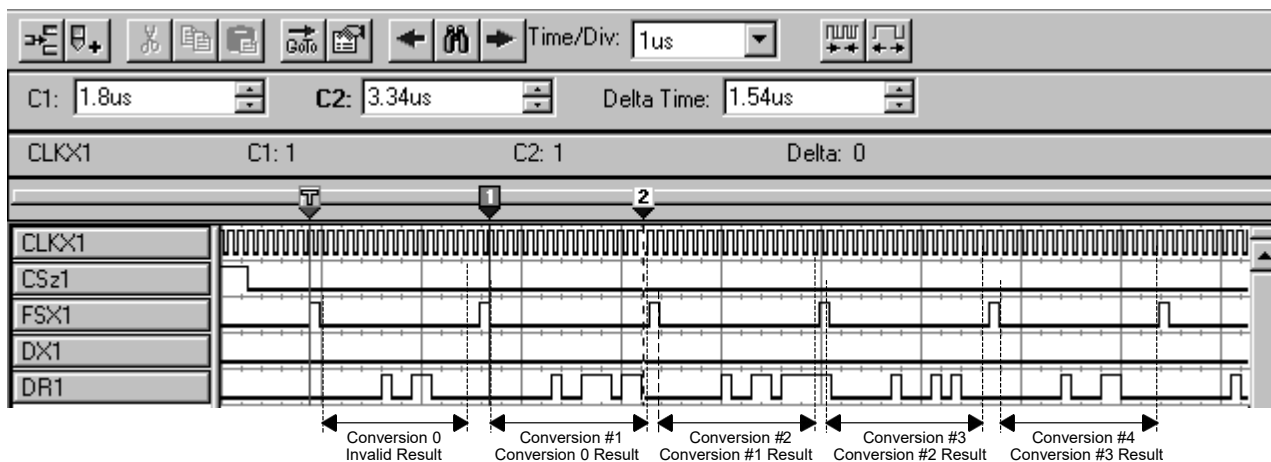 GoTo Time/Div: 1us
C1: 1.8us C2: 3.34us Delta Time: 1.54us
CLKX1 C1: 1 C2: 1 Delta: 0
T 1 2
CLKX1
CSz1
FSX1
DX1
DR1
Conversion 0 Conversion #1 Conversion #2 Conversion #3 Conversion #4
Invalid Result Conversion 0 Result Conversion #1 Result Conversion #2 Result Conversion #3 Result